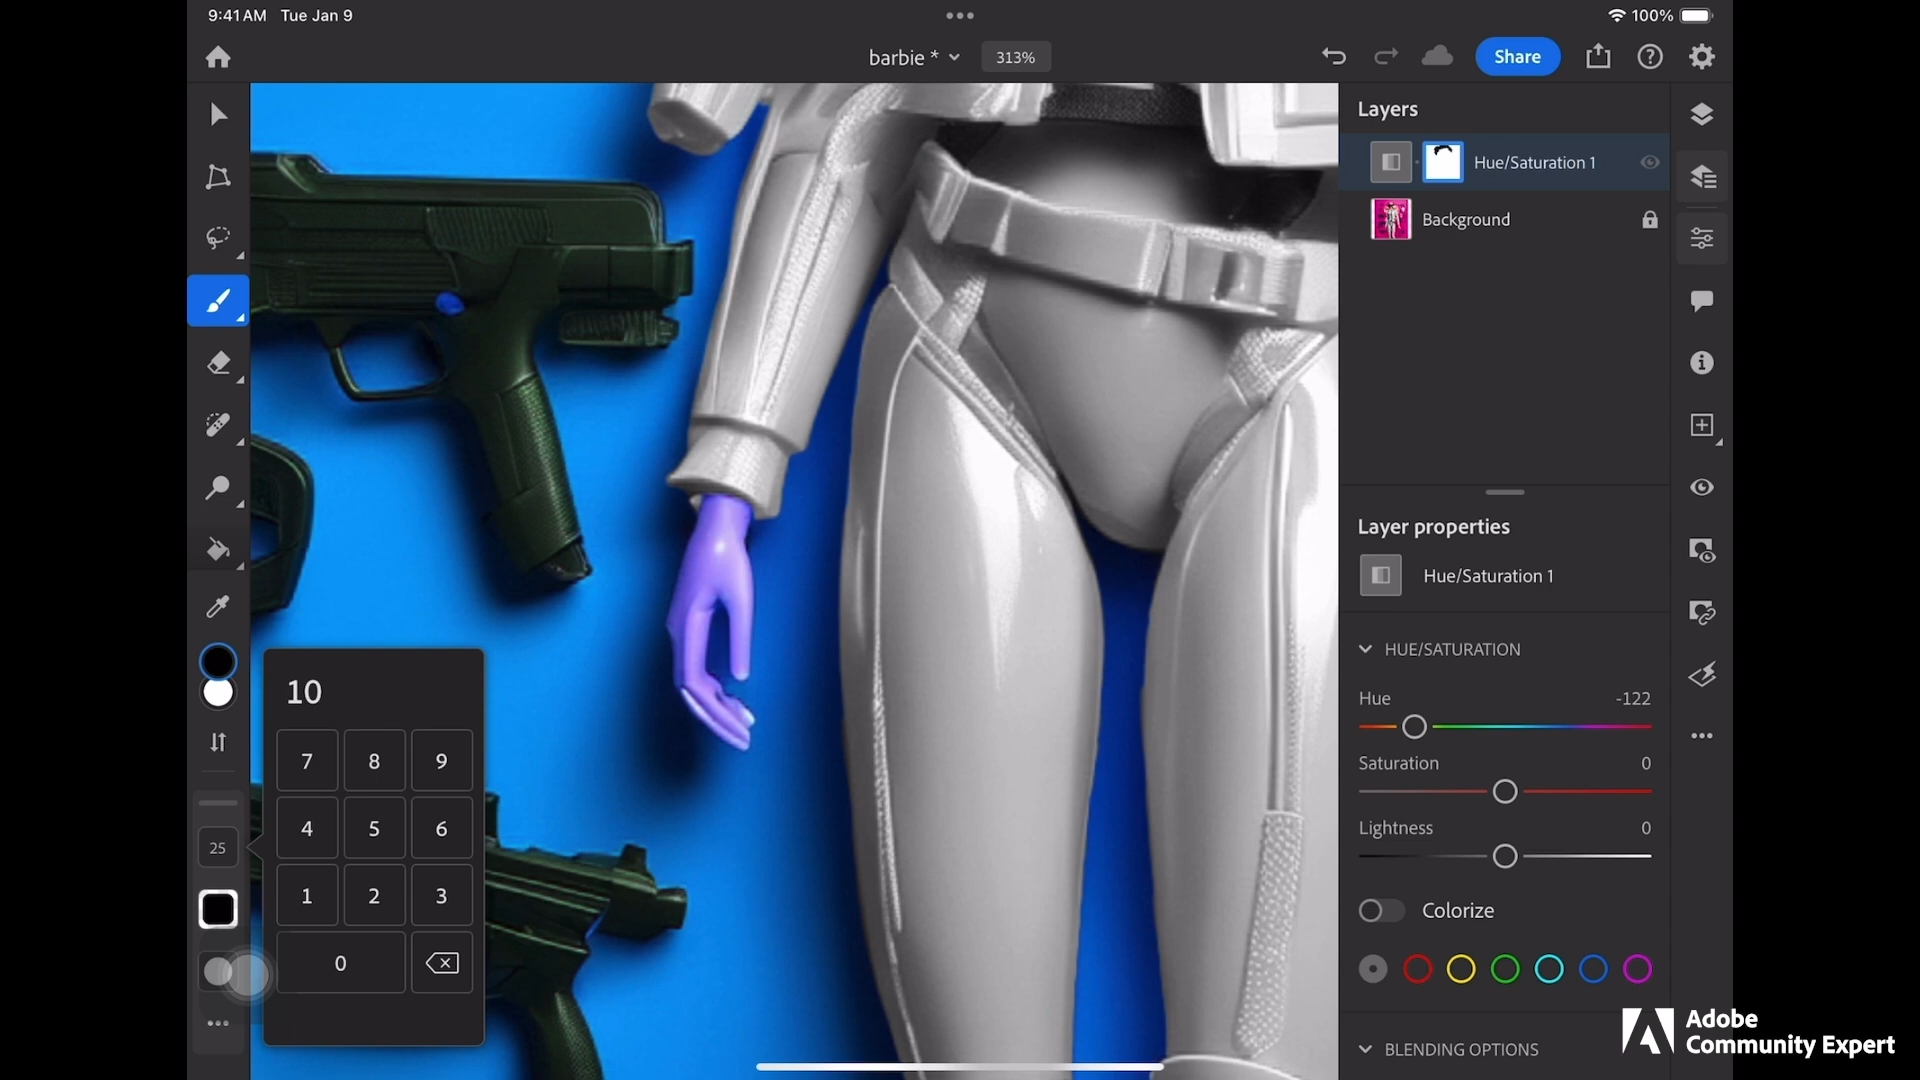 9:41 AM Tue Jan 9
100%
barbie *
313%
Share
Layers
Hue/Saturation 1
Background
Layer properties
Hue/Saturation 1
HUE/SATURATION
Hue -122
Saturation 0
Lightness 0
Colorize
BLENDING OPTIONS
25
10
7 8 9
4 5 6
1 2 3
0
Adobe
Community Expert